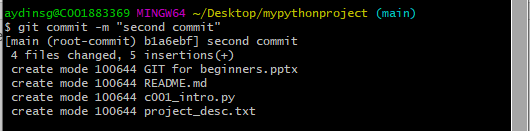 aydinsg@C001883369 MINGW64 ~/Desktop/mypythonproject (main)
$ git commit -m "second commit"
[main (root-commit) b1a6ebf] second commit
 4 files changed, 5 insertions(+)
 create mode 100644 GIT for beginners.pptx
 create mode 100644 README.md
 create mode 100644 c001_intro.py
 create mode 100644 project_desc.txt